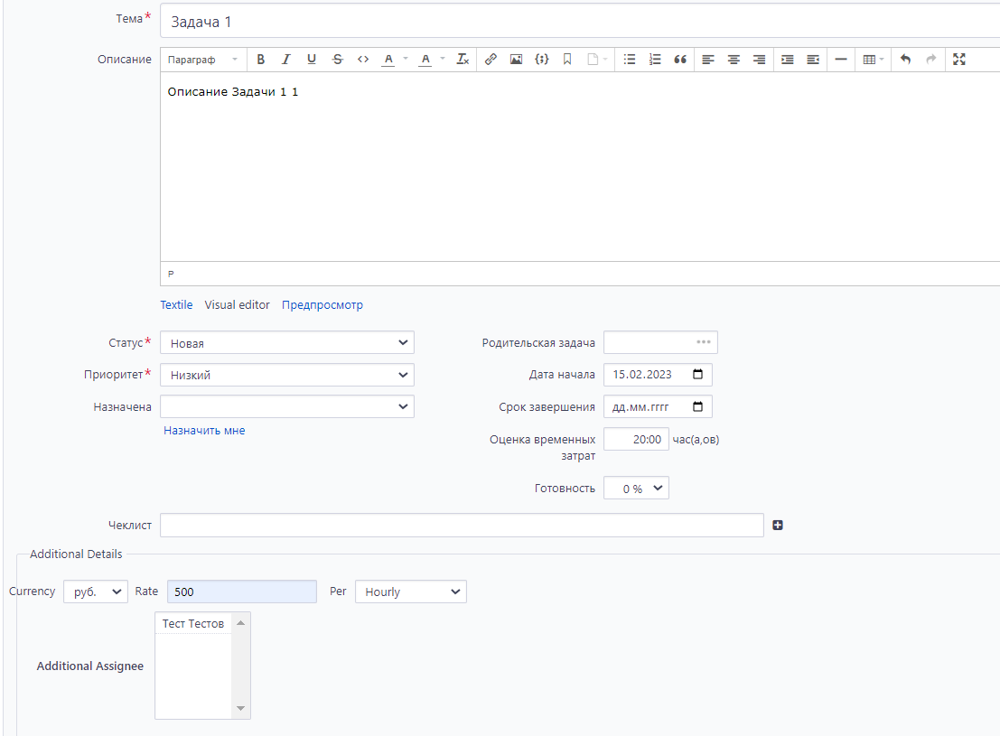 Тема*
Задача 1
Описание
Параграф B I U S <> A A Tx
Описание Задачи 1 1
P
Textile Visual editor Предпросмотр
Статус* Новая
Родительская задача
Приоритет* Низкий
Дата начала 15.02.2023
Назначена
Срок завершения дд.мм.гггг
Назначить мне
Оценка временных
затрат
20:00 час(а,ов)
Готовность 0 %
Чеклист
Additional Details
Currency руб. Rate 500 Per Hourly
Тест Тестов
Additional Assignee